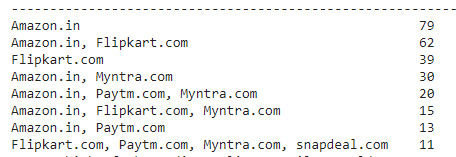 Amazon.in 79
Amazon.in, Flipkart.com 62
Flipkart.com 39
Amazon.in, Myntra.com 30
Amazon.in, Paytm.com, Myntra.com 20
Amazon.in, Flipkart.com, Myntra.com 15
Amazon.in, Paytm.com 13
Flipkart.com, Paytm.com, Myntra.com, snapdeal.com 11